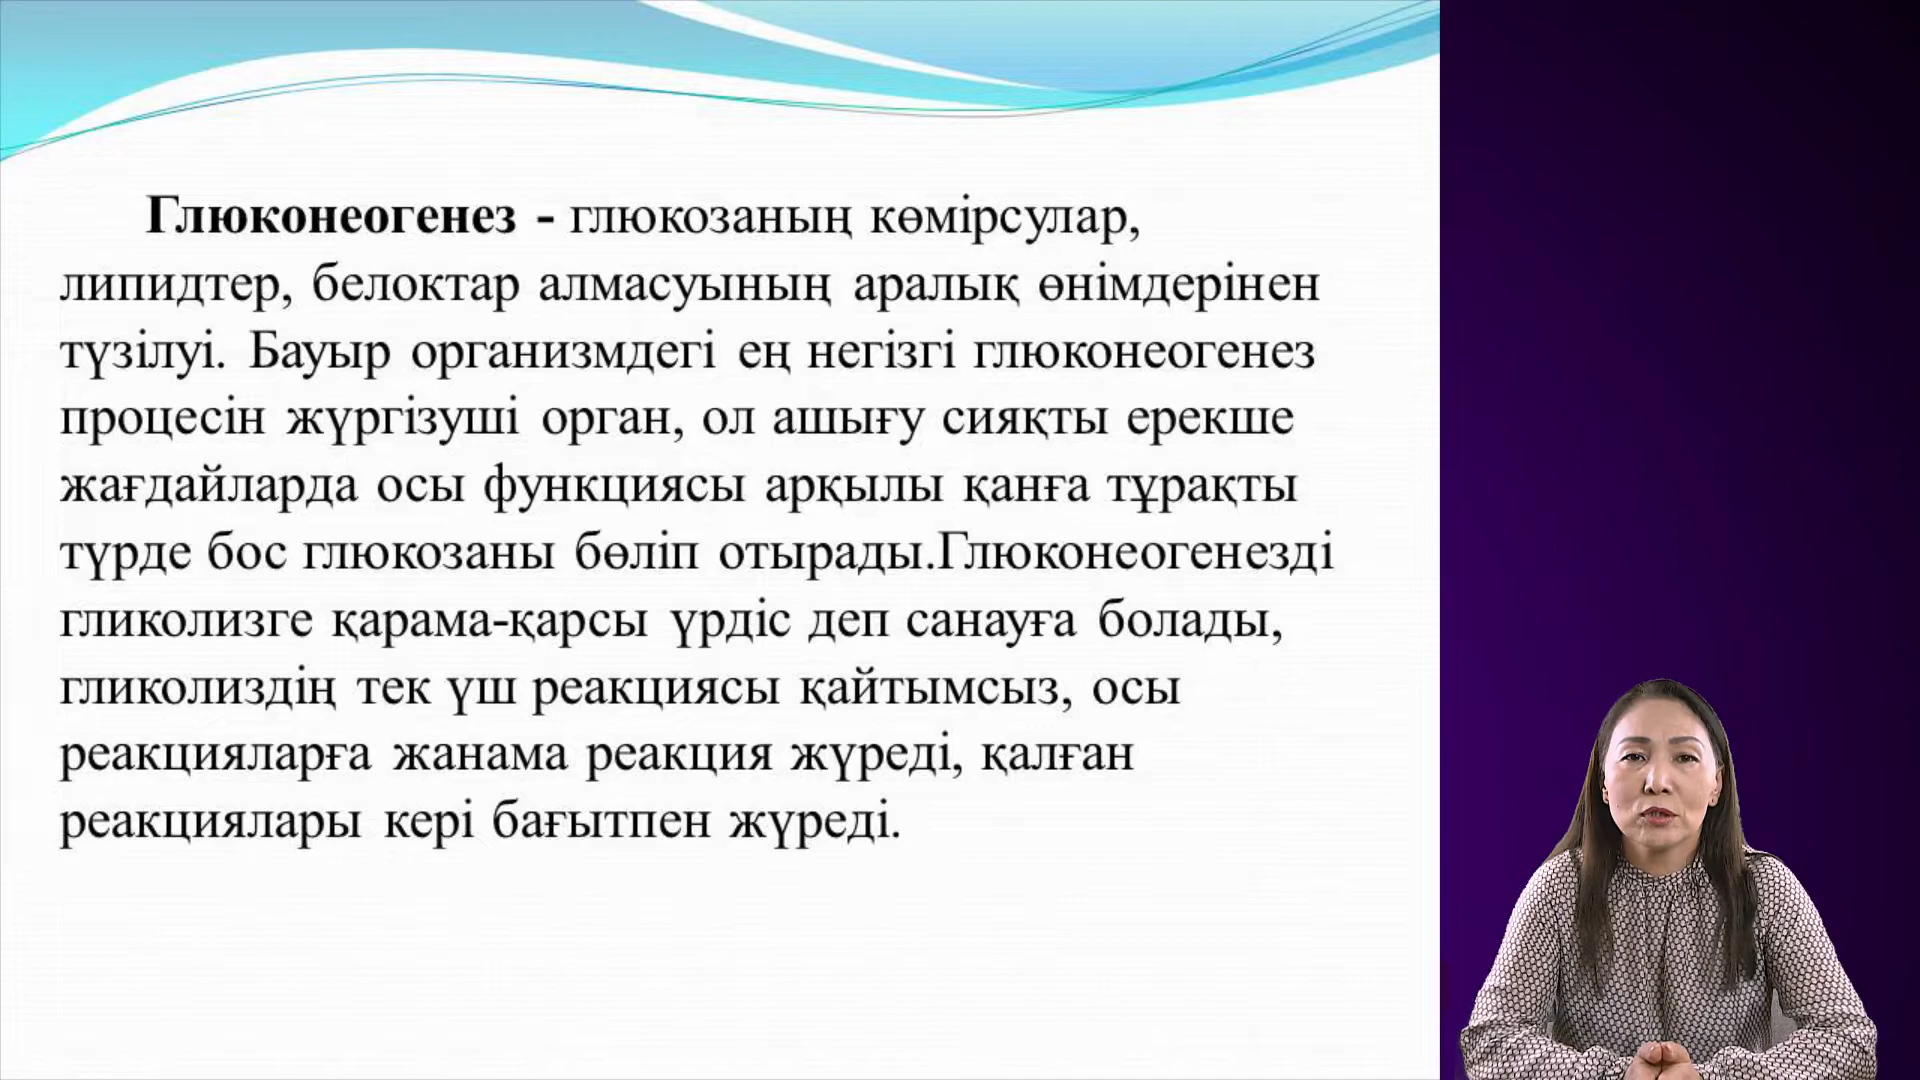 Глюконеогенез - глюкозаның көмірсулар,
липидтер, белоктар алмасуының аралық өнімдерінен
түзілуі. Бауыр организмдегі ең негізгі глюконеогенез
процесін жүргізуші орган, ол ашығу сияқты ерекше
жағдайларда осы функциясы арқылы қанға тұрақты
түрде бос глюкозаны бөліп отырады.Глюконеогенезді
гликолизге қарама-қарсы үрдіс деп санауға болады,
гликолиздің тек үш реакциясы қайтымсыз, осы
реакцияларға жанама реакция жүреді, қалған
реакциялары кері бағытпен жүреді.